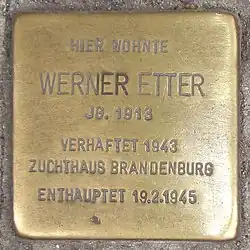 HIER WOHNTE
WERNER ETTER
JG. 1913
VERHAFTET 1943
ZUCHTHAUS BRANDENBURG
ENTHAUPTET 19.2.1945